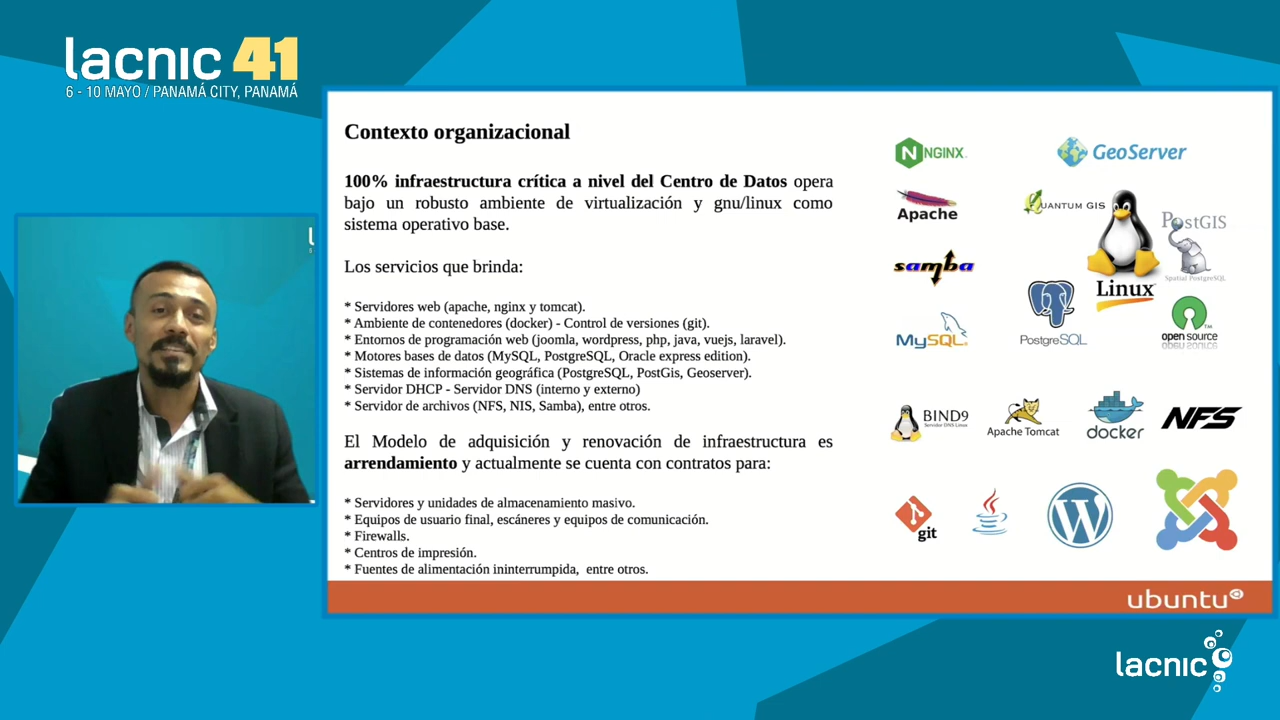 lacnic 41
6 - 10 MAYO / PANAMÁ CITY, PANAMÁ
Contexto organizacional
100% infraestructura crítica a nivel del Centro de Datos opera
bajo un robusto ambiente de virtualización y gnu/linux como
sistema operativo base.
Los servicios que brinda:
* Servidores web (apache, nginx y tomcat).
* Ambiente de contenedores (docker) - Control de versiones (git).
* Entornos de programación web (joomla, wordpress, php, java, vuejs, laravel).
* Motores bases de datos (MySQL, PostgreSQL, Oracle express edition).
* Sistemas de información geográfica (PostgreSQL, PostGis, Geoserver).
* Servidor DHCP - Servidor DNS (interno y externo)
* Servidor de archivos (NFS, NIS, Samba), entre otros.
El Modelo de adquisición y renovación de infraestructura es
arrendamiento y actualmente se cuenta con contratos para:
* Servidores y unidades de almacenamiento masivo.
* Equipos de usuario final, escáneres y equipos de comunicación.
* Firewalls.
* Centros de impresión.
* Fuentes de alimentación ininterrumpida, entre otros.
N NGINX
GeoServer
Apache
QUANTUM GIS
PostGIS
Spatial PostgreSQL
samba
Linux
MySQL
PostgreSQL
open source
BIND9
Servidor DNS Linux
Apache Tomcat
docker
NFS
git
Java
W
ubuntu
lacnic